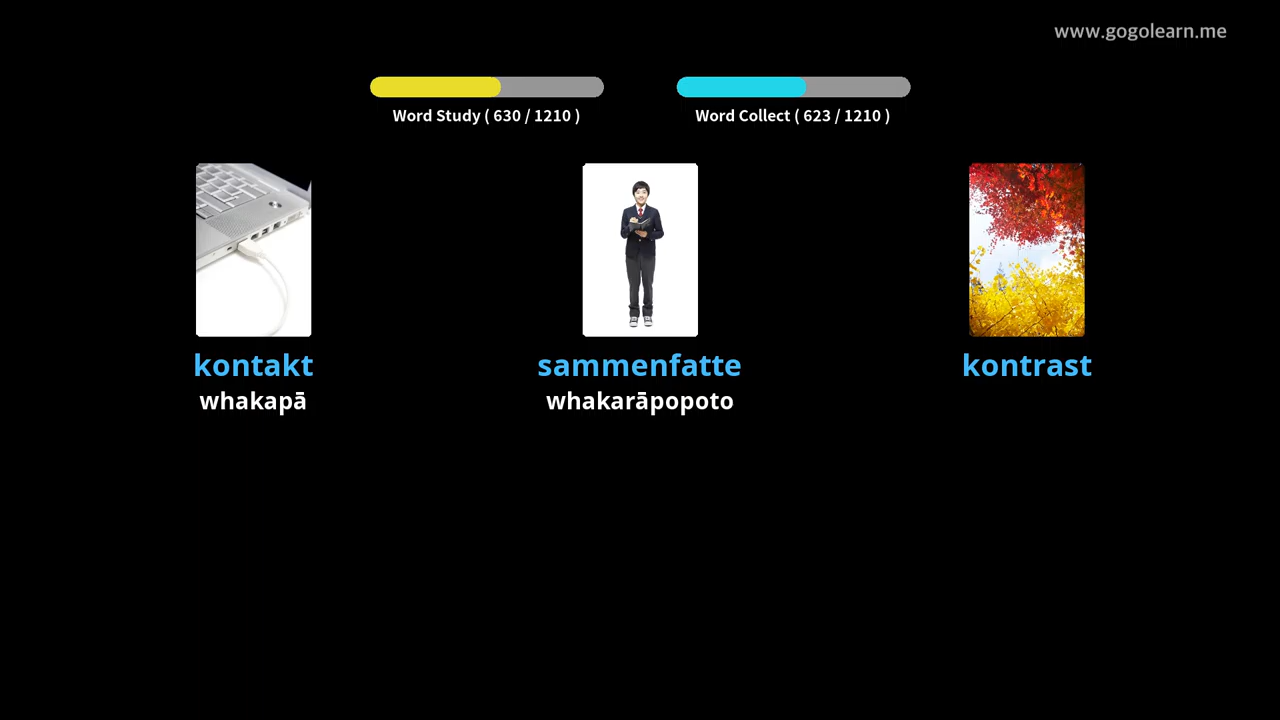 www.gogolearn.me
Word Study ( 630 / 1210 )
Word Collect ( 623 / 1210 )
kontakt
whakapā
sammenfatte
whakarāpopoto
kontrast